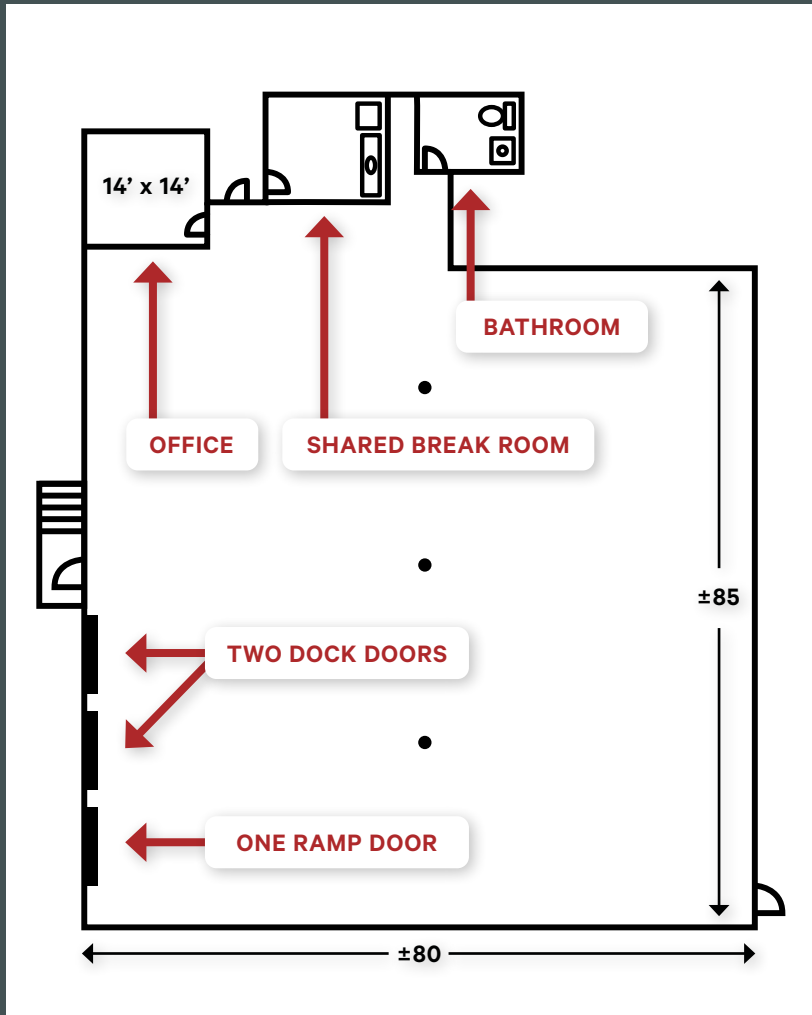 14’ x 14’
BATHROOM
OFFICE
SHARED BREAK ROOM
±85
TWO DOCK DOORS
ONE RAMP DOOR
±80